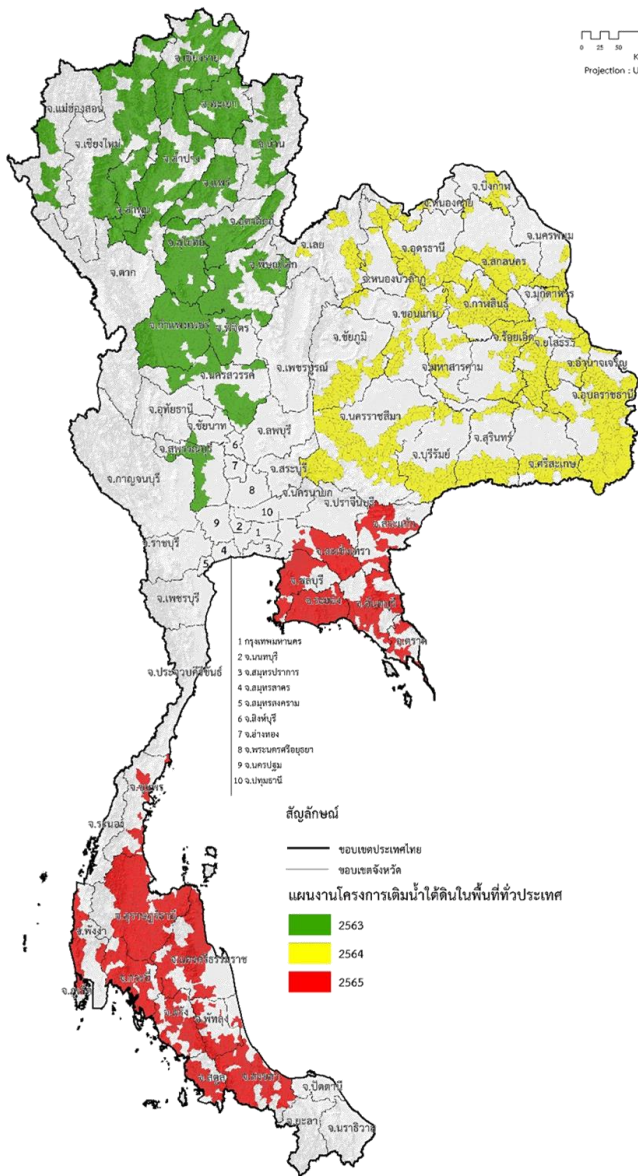 0 25 50
K
Projection : U
จ.เชียงราย
จ.พะเยา
จ.แม่ฮ่องสอน
จ.น่าน
จ.เชียงใหม่
จ.ลำปาง
จ.แพร่
จ.ลำพูน
จ.อุตรดิตถ์
จ.สุโขทัย
จ.ตาก
จ.พิษณุโลก
จ.กำแพงเพชร
จ.พิจิตร
จ.เพชรบูรณ์
จ.นครสวรรค์
จ.อุทัยธานี
จ.ชัยนาท
จ.ลพบุรี
จ.สุพรรณบุรี
จ.สระบุรี
จ.กาญจนบุรี
จ.นครนายก
จ.บึงกาฬ
จ.หนองคาย
จ.เลย
จ.อุดรธานี
จ.นครพนม
จ.สกลนคร
จ.หนองบัวลำภู
จ.มุกดาหาร
จ.ขอนแก่น
จ.กาฬสินธุ์
จ.ชัยภูมิ
จ.ร้อยเอ็ด
จ.ยโสธร
จ.มหาสารคาม
จ.อำนาจเจริญ
จ.อุบลราชธานี
จ.นครราชสีมา
จ.บุรีรัมย์
จ.สุรินทร์
จ.ศรีสะเกษ
จ.ปราจีนบุรี
จ.สระแก้ว
จ.ฉะเชิงเทรา
จ.ชลบุรี
จ.ระยอง
จ.จันทบุรี
จ.ตราด
6
7
8
10
9
2
1
4
3
5
จ.ราชบุรี
จ.เพชรบุรี
จ.ประจวบคีรีขันธ์
1 กรุงเทพมหานคร
2 จ.นนทบุรี
3 จ.สมุทรปราการ
4 จ.สมุทรสาคร
5 จ.สมุทรสงคราม
6 จ.สิงห์บุรี
7 จ.อ่างทอง
8 จ.พระนครศรีอยุธยา
9 จ.นครปฐม
10 จ.ปทุมธานี
จ.ชุมพร
จ.ระนอง
จ.สุราษฎร์ธานี
จ.พังงา
จ.นครศรีธรรมราช
จ.กระบี่
จ.ภูเก็ต
จ.ตรัง
จ.พัทลุง
จ.สตูล
จ.สงขลา
จ.ปัตตานี
จ.ยะลา
จ.นราธิวาส
สัญลักษณ์
ขอบเขตประเทศไทย
ขอบเขตจังหวัด
แผนงานโครงการเติมน้ำใต้ดินในพื้นที่ทั่วประเทศ
2563
2564
2565